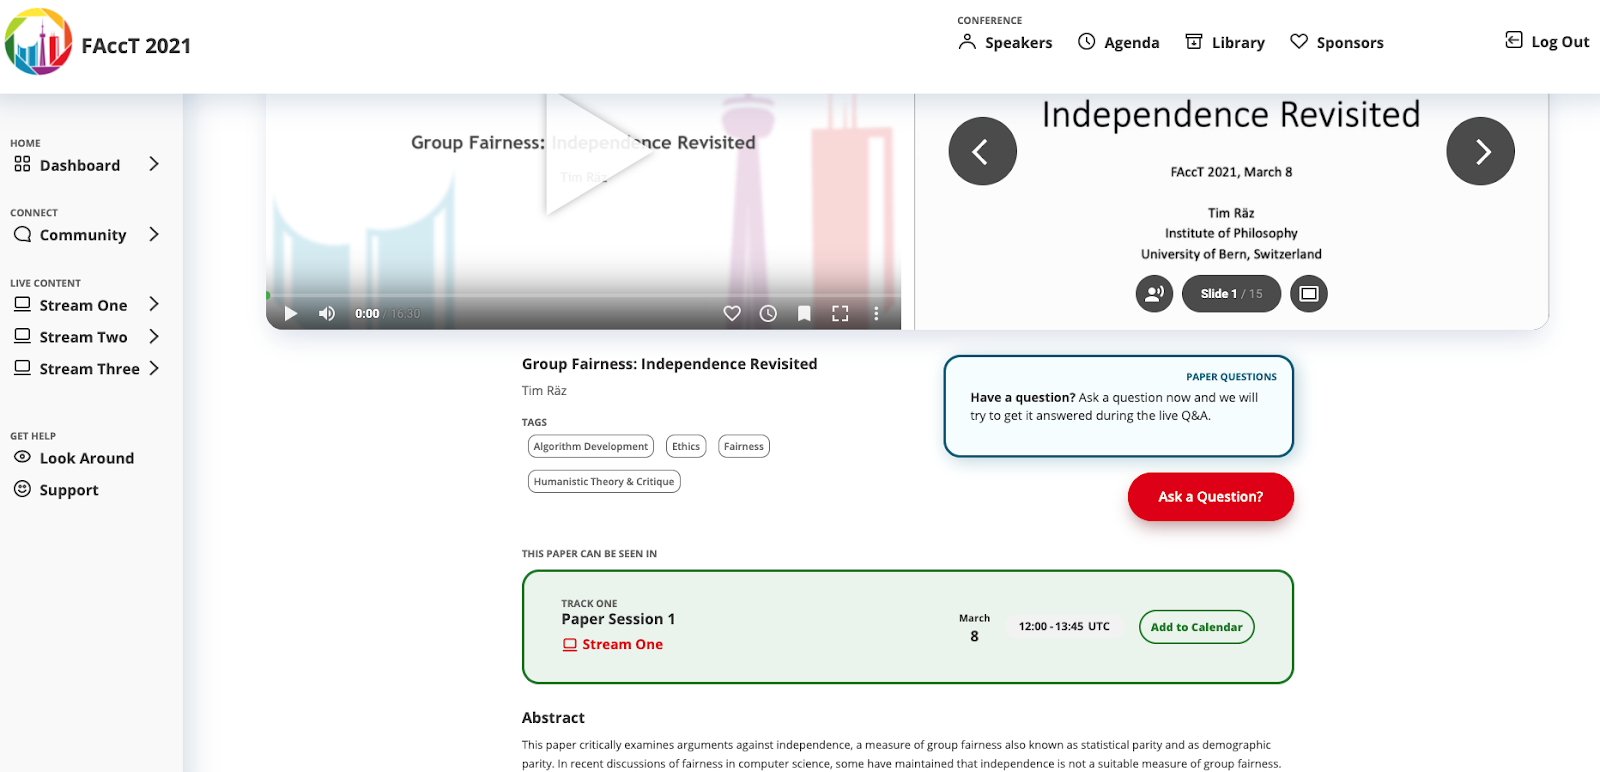 FAccT 2021
CONFERENCE
Speakers
Agenda
Library
Sponsors
Log Out
HOME
Dashboard
CONNECT
Community
LIVE CONTENT
Stream One
Stream Two
Stream Three
GET HELP
Look Around
Support
Group Fairness: Independence Revisited
Tim Räz
0:00 / 16:30
Independence Revisited
FAccT 2021, March 8
Tim Räz
Institute of Philosophy
University of Bern, Switzerland
Slide 1 / 15
Group Fairness: Independence Revisited
Tim Räz
TAGS
Algorithm Development
Ethics
Fairness
Humanistic Theory & Critique
PAPER QUESTIONS
Have a question? Ask a question now and we will
try to get it answered during the live Q&A.
Ask a Question?
THIS PAPER CAN BE SEEN IN
TRACK ONE
Paper Session 1
Stream One
March
8
12:00 - 13:45 UTC
Add to Calendar
Abstract
This paper critically examines arguments against independence, a measure of group fairness also known as statistical parity and as demographic
parity. In recent discussions of fairness in computer science, some have maintained that independence is not a suitable measure of group fairness.